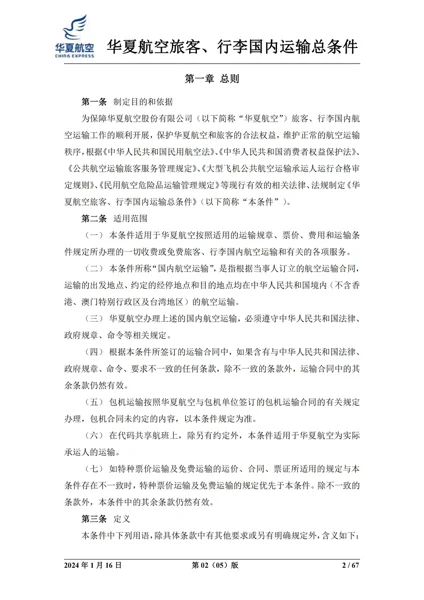 华夏航空
CHINA EXPRESS
华夏航空旅客、行李国内运输总条件
第一章 总则
第一条 制定目的和依据
为保障华夏航空股份有限公司（以下简称“华夏航空”）旅客、行李国内航
空运输工作的顺利开展，保护华夏航空和旅客的合法权益，维护正常的航空运输
秩序，根据《中华人民共和国民用航空法》、《中华人民共和国消费者权益保护法》、
《公共航空运输旅客服务管理规定》、《大型飞机公共航空运输承运人运行合格审
定规则》、《民用航空危险品运输管理规定》等现行有效的相关法律、法规制定《华
夏航空旅客、行李国内运输总条件》（以下简称“本条件”）。
第二条 适用范围
（一） 本条件适用于华夏航空按照适用的运输规章、票价、费用和运输条
件规定所办理的一切收费或免费旅客、行李国内航空运输和有关的各项服务。
（二） 本条件所称“国内航空运输”，是指根据当事人订立的航空运输合同，
运输的出发地点、约定的经停地点和目的地点均在中华人民共和国境内（不含香
港、澳门特别行政区及台湾地区）的航空运输。
（三） 华夏航空办理上述的国内航空运输，必须遵守中华人民共和国法律、
政府规章、命令等相关规定。
（四） 根据本条件所签订的运输合同中，如果含有与中华人民共和国法律、
政府规章、命令、要求不一致的任何条款，除不一致的条款外，运输合同中的其
余条款仍然有效。
（五） 包机运输按照华夏航空与包机单位签订的包机运输合同的有关规定
办理，包机合同未约定的内容，以本条件规定为准。
（六） 在代码共享航班上，除另有约定外，本条件适用于华夏航空为实际
承运人的运输。
（七） 如特种票价运输及免费运输的运价、合同、票证所适用的规定与本
条件存在不一致时，特种票价运输及免费运输的规定优先于本条件。除不一致的
条款外，本条件中的其余条款仍然有效。
第三条 定义
本条件中下列用语，除具体条款中有其他要求或另有明确规定外，含义如下：
2024 年 1 月 16 日 第 02（05）版 2 / 67